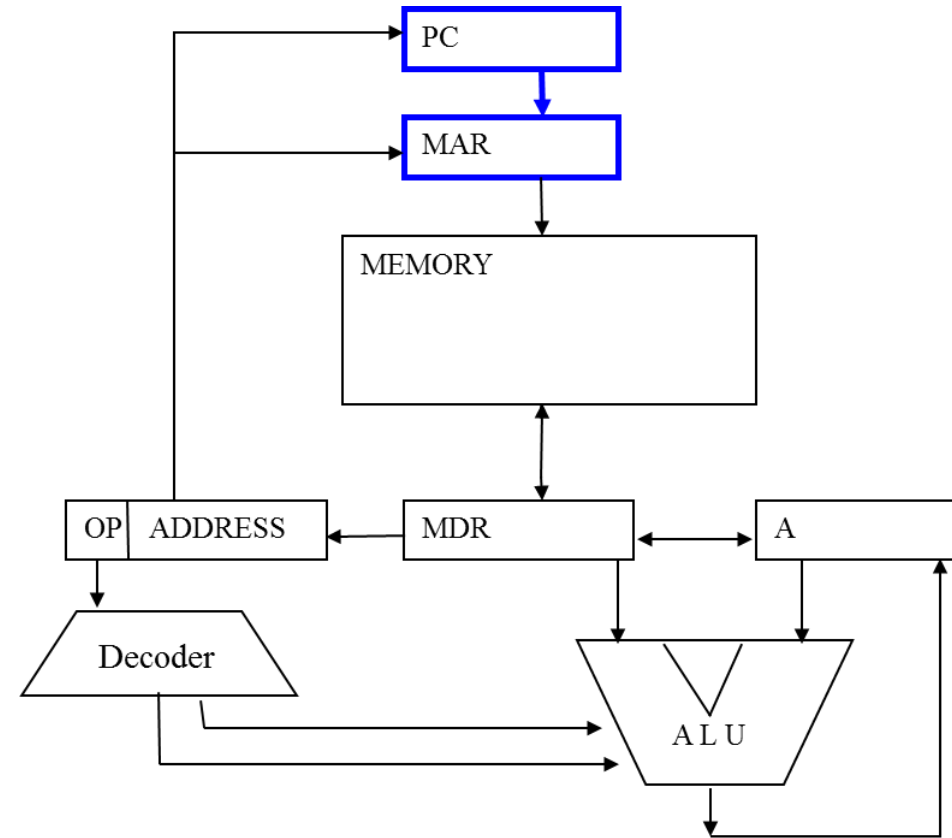 PC
MAR
MEMORY
OP ADDRESS
MDR
A
Decoder
A L U